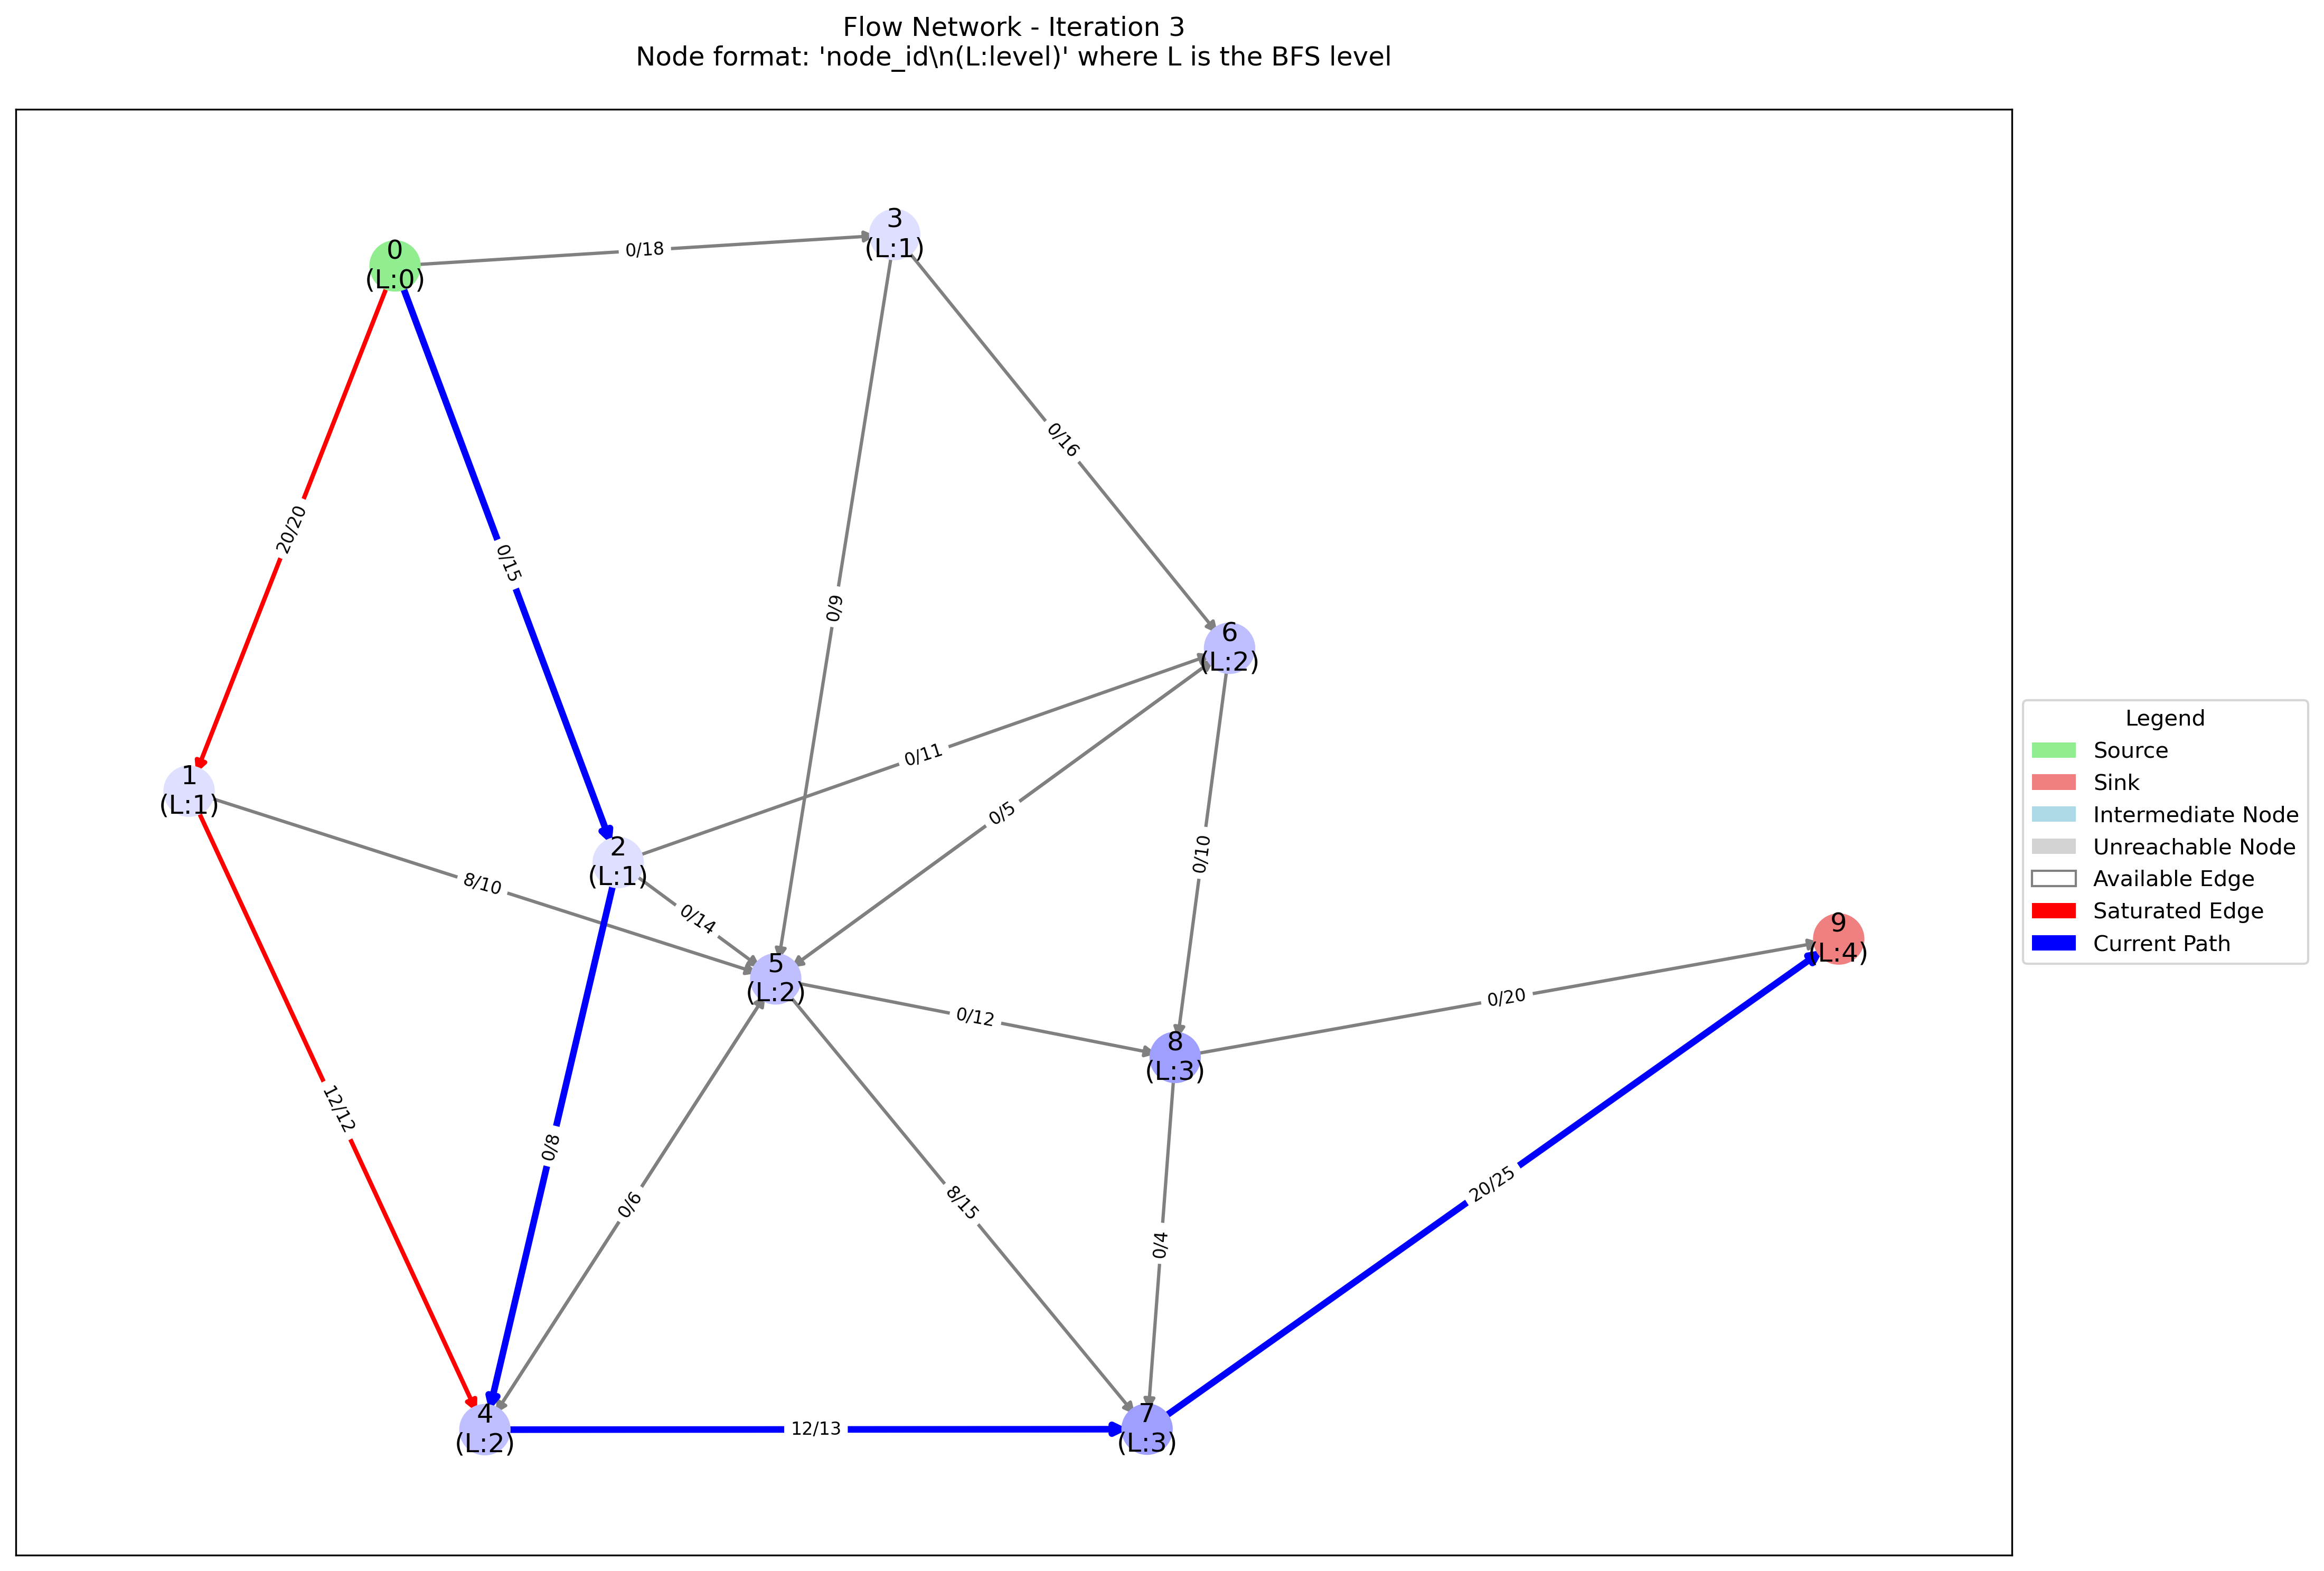 Flow Network - Iteration 3
Node format: 'node_id\n(L:level)' where L is the BFS level
3
(L:1)
0
(L:0)
0/18
0/16
20/20
0/15
0/9
6
(L:2)
0/11
1
(L:1)
0/5
2
(L:1)
0/10
8/10
0/14
9
(L:4)
5
(L:2)
0/20
0/12
8
(L:3)
12/12
0/8
20/25
0/6
8/15
0/4
4
(L:2)
12/13
7
(L:3)
Legend
Source
Sink
Intermediate Node
Unreachable Node
Available Edge
Saturated Edge
Current Path